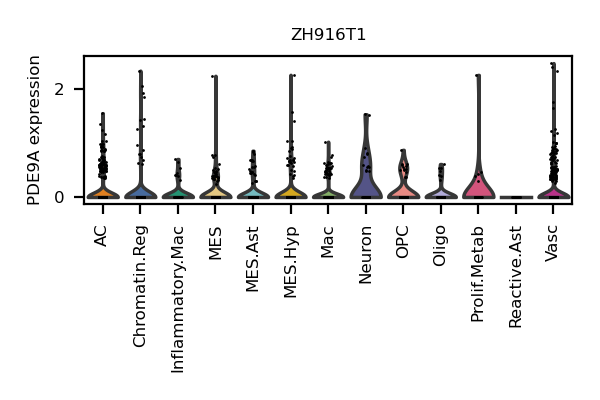 ZH916T1
PDE9A expression
2
0
AC
Chromatin.Reg
Inflammatory.Mac
MES
MES.Ast
MES.Hyp
Mac
Neuron
OPC
Oligo
Prolif.Metab
Reactive.Ast
Vasc